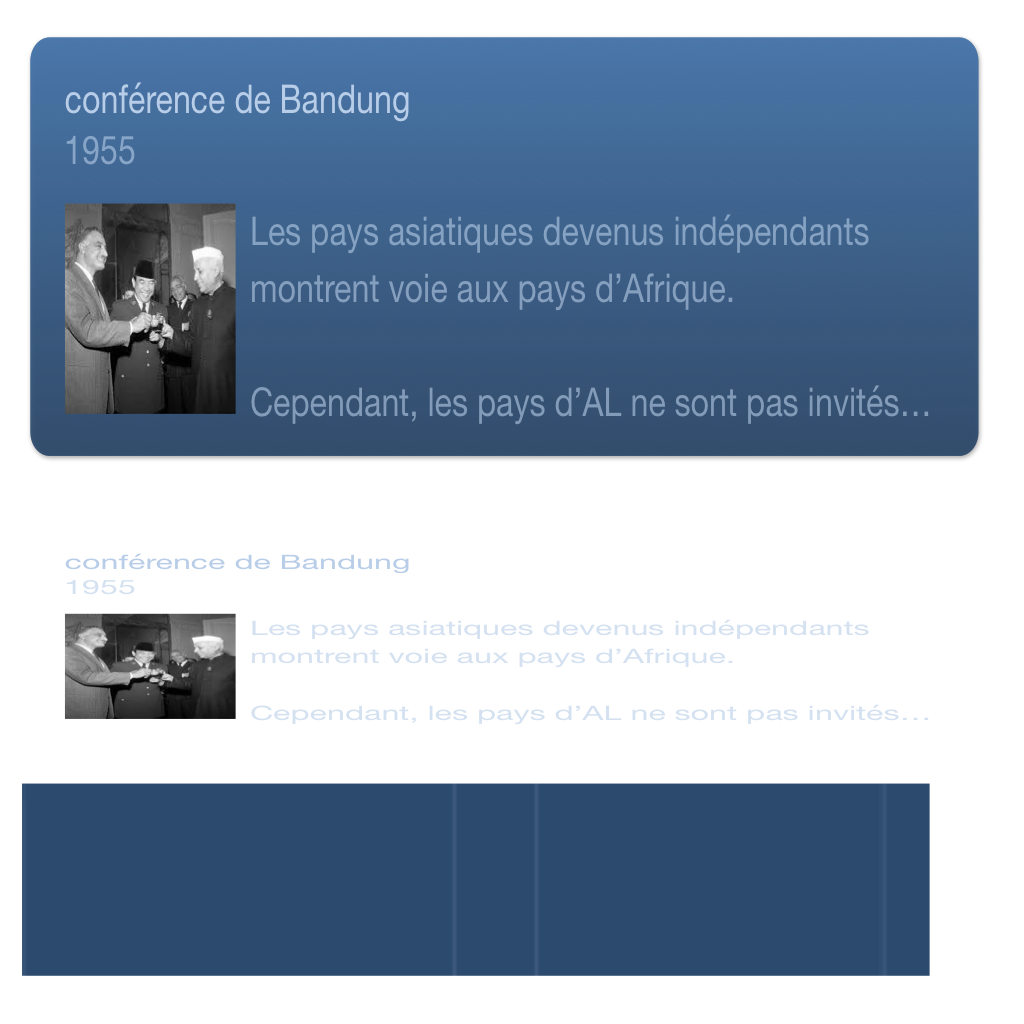 conférence de Bandung
1955
Les pays asiatiques devenus indépendants
montrent voie aux pays d’Afrique.
Cependant, les pays d’AL ne sont pas invités…
conférence de Bandung
1955
Les pays asiatiques devenus indépendants
montrent voie aux pays d’Afrique.
Cependant, les pays d’AL ne sont pas invités…